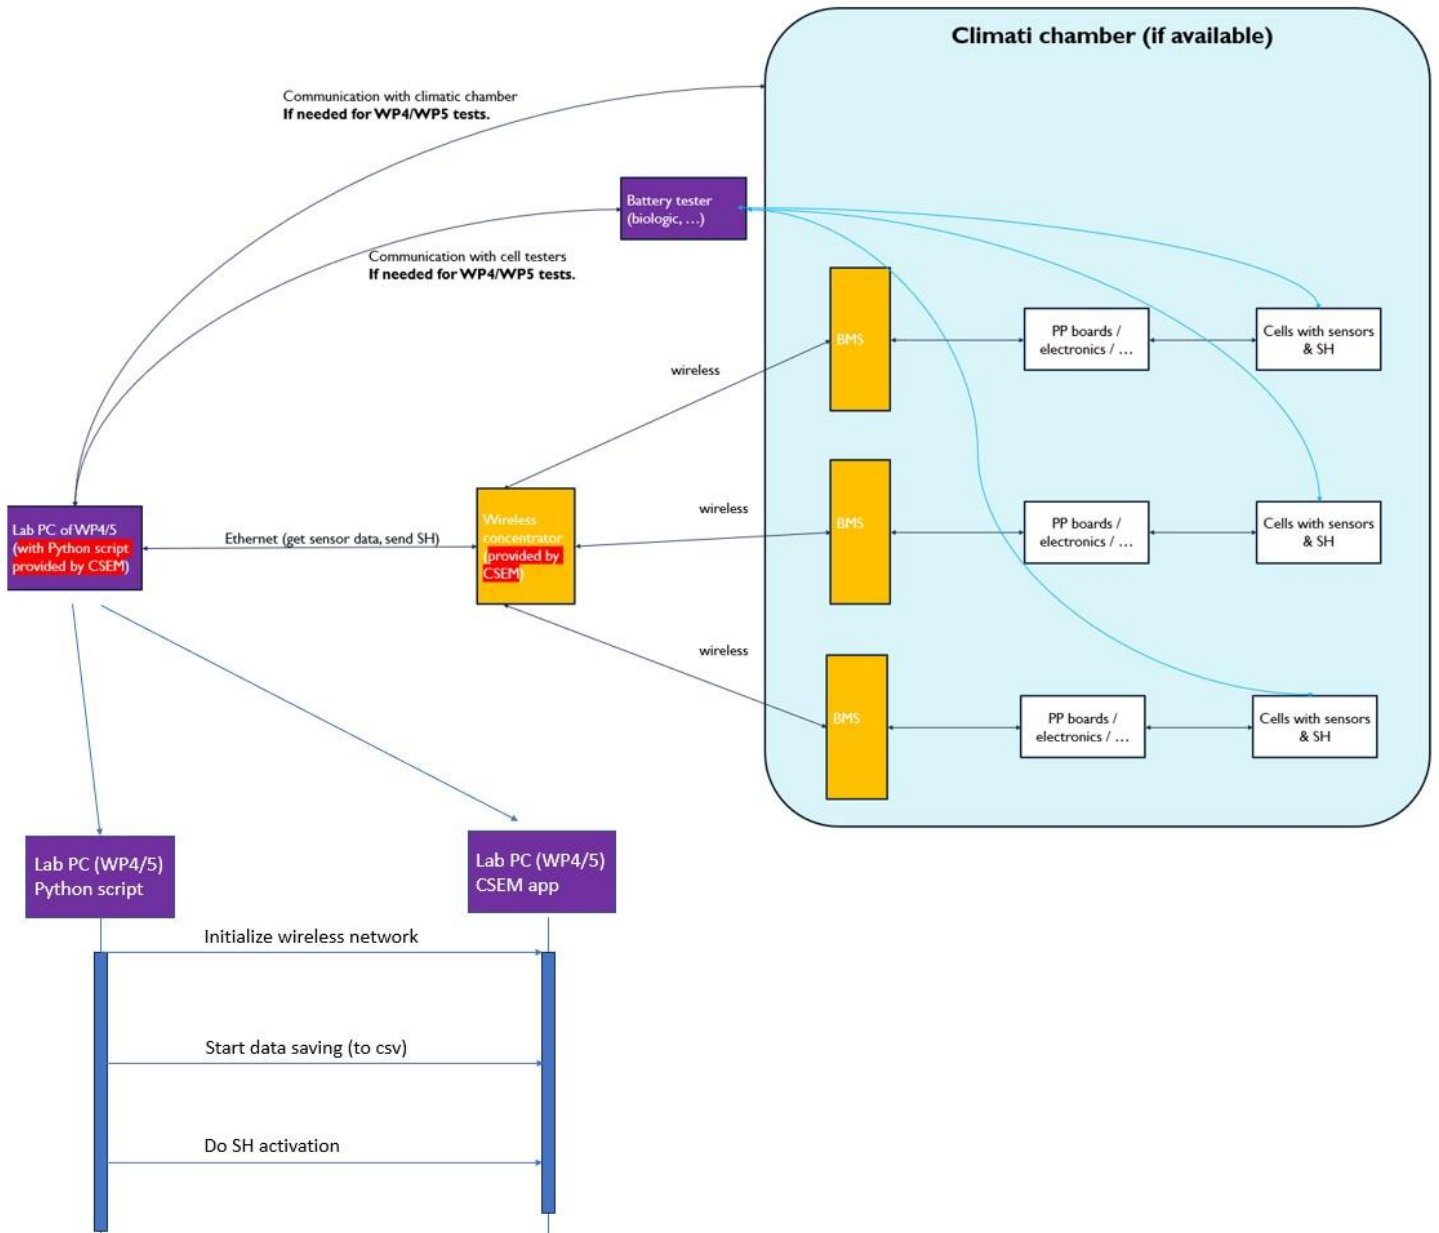 Climati chamber (if available)
Communication with climatic chamber
If needed for WP4/WP5 tests.
Battery tester
(biologic, ...)
Communication with cell testers
If needed for WP4/WP5 tests.
wireless
BMS
PP boards /
electronics / ...
Cells with sensors
& SH
Lab PC of WP4/5
(with Python script
provided by CSEM)
Ethernet (get sensor data, send SH)
Wireless
concentrator
(provided by
CSEM)
wireless
BMS
PP boards /
electronics / ...
Cells with sensors
& SH
wireless
BMS
PP boards /
electronics / ...
Cells with sensors
& SH
Lab PC (WP4/5)
Python script
Lab PC (WP4/5)
CSEM app
Initialize wireless network
Start data saving (to csv)
Do SH activation